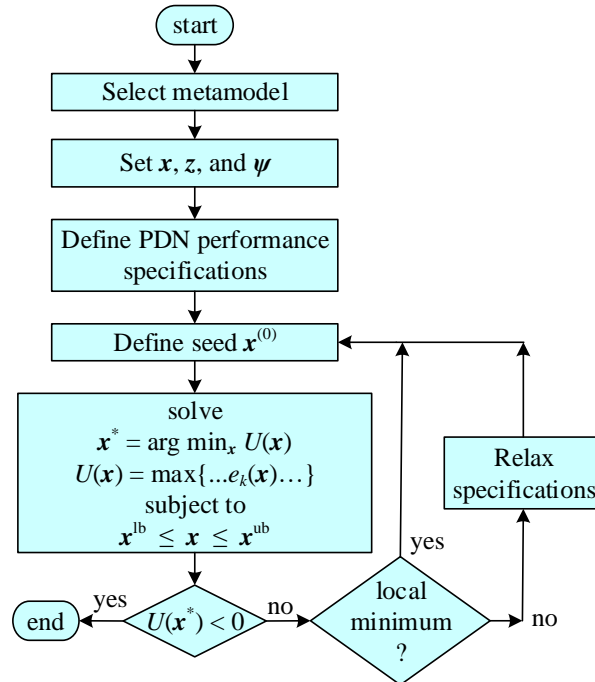 start
Select metamodel
Set x, z, and ψ
Define PDN performance
specifications
Define seed x⁽⁰⁾
solve
x* = arg minₓ U(x)
U(x) = max{...eₖ(x)…}
subject to
xˡᵇ ≤ x ≤ xᵘᵇ
Relax
specifications
yes
local
minimum
?
no
yes
U(x*) < 0
no
end